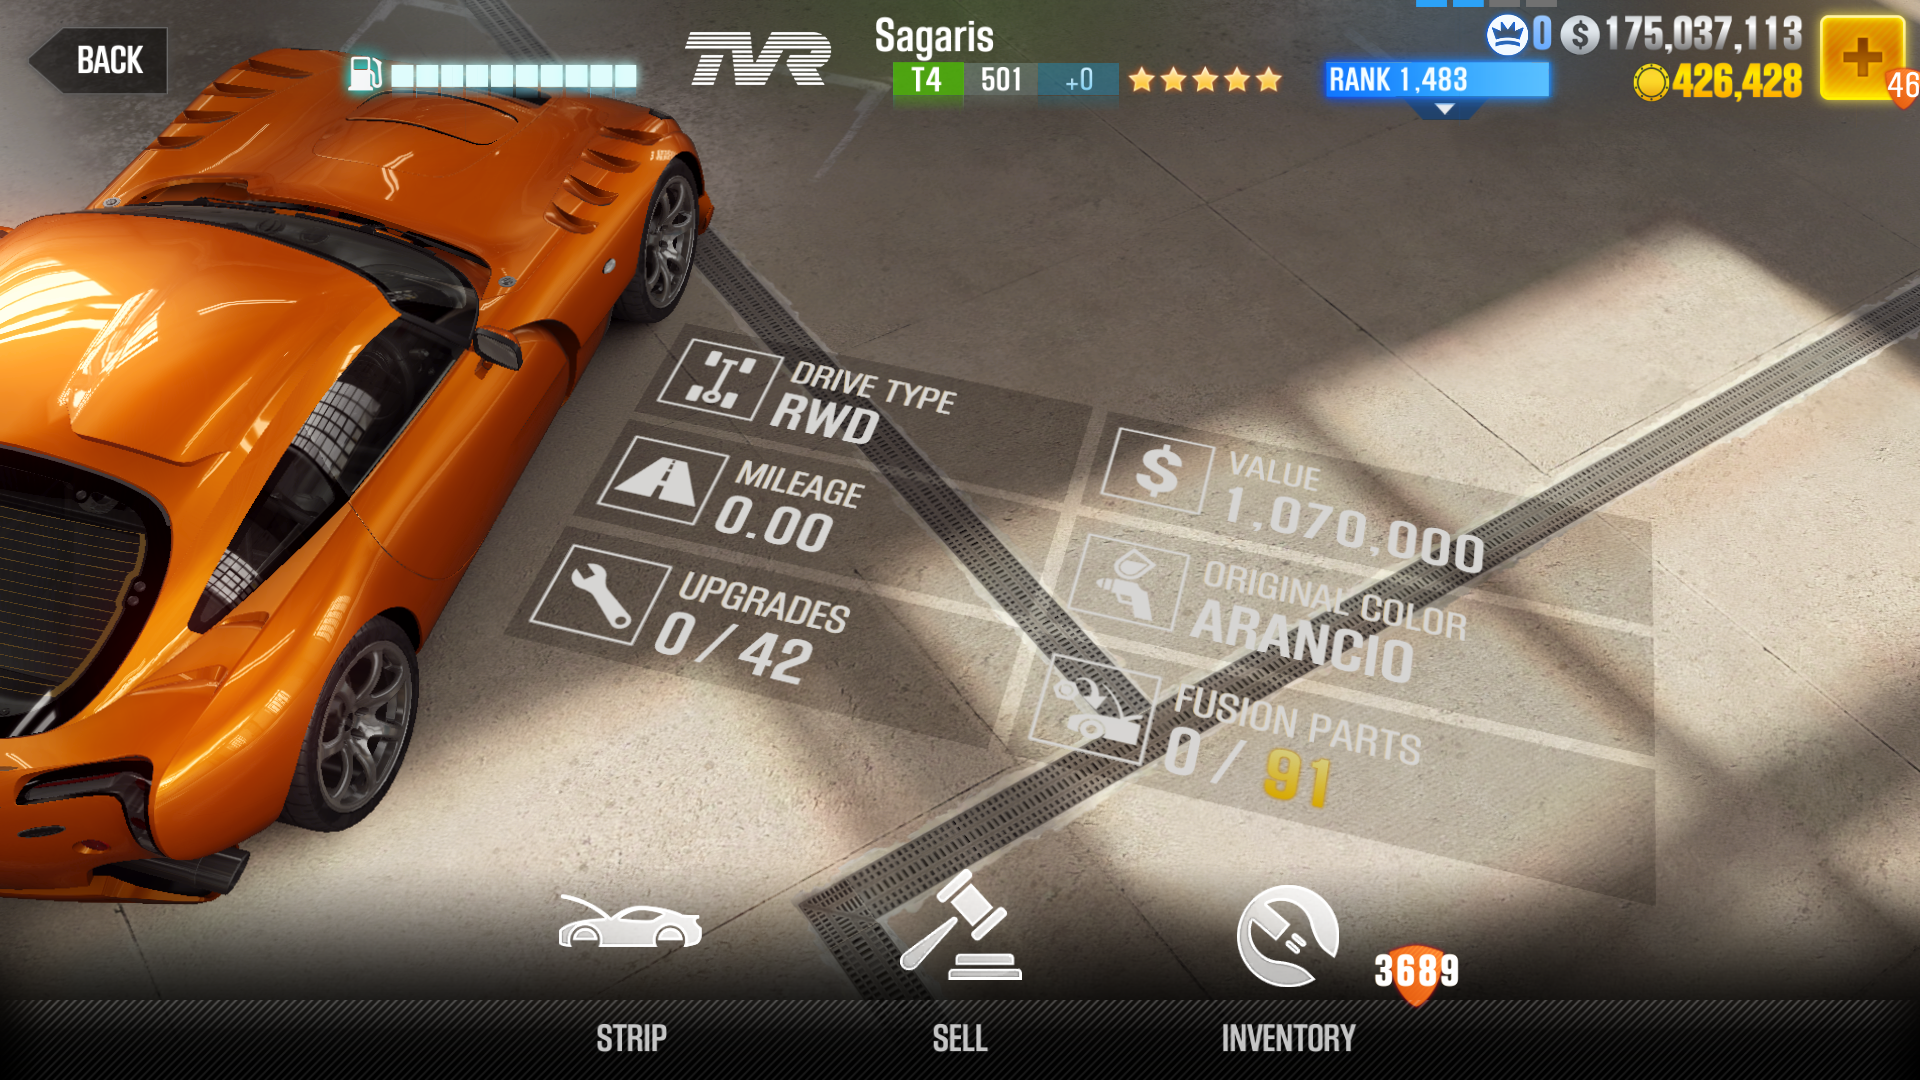 BACK
TVR
Sagaris
T4 501 +0
RANK 1,483
0 $ 175,037,113
426,428
46
DRIVE TYPE
RWD
MILEAGE
0.00
UPGRADES
0 / 42
$ VALUE
1,070,000
ORIGINAL COLOR
ARANCIO
FUSION PARTS
0 / 91
3689
STRIP
SELL
INVENTORY